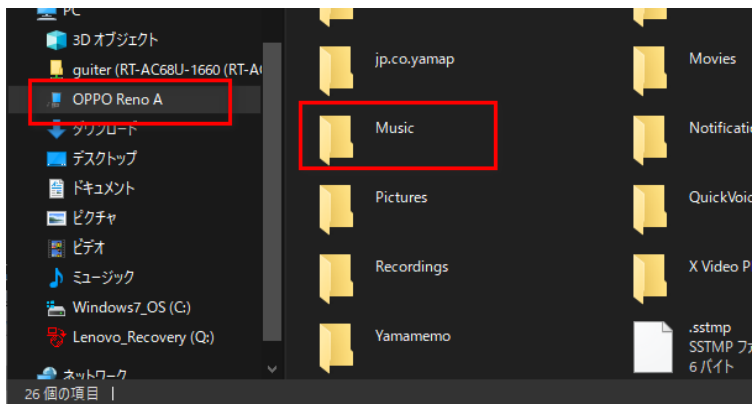 PC
3D オブジェクト
guiter (RT-AC68U-1660 (RT-A
OPPO Reno A
ダウンロード
デスクトップ
ドキュメント
ピクチャ
ビデオ
ミュージック
Windows7_OS (C:)
Lenovo_Recovery (Q:)
ネットワーク
jp.co.yamap
Movies
Music
Notificati
Pictures
QuickVoic
Recordings
X Video P
Yamamemo
.sstmp
SSTMP ファ
6 バイト
26 個の項目